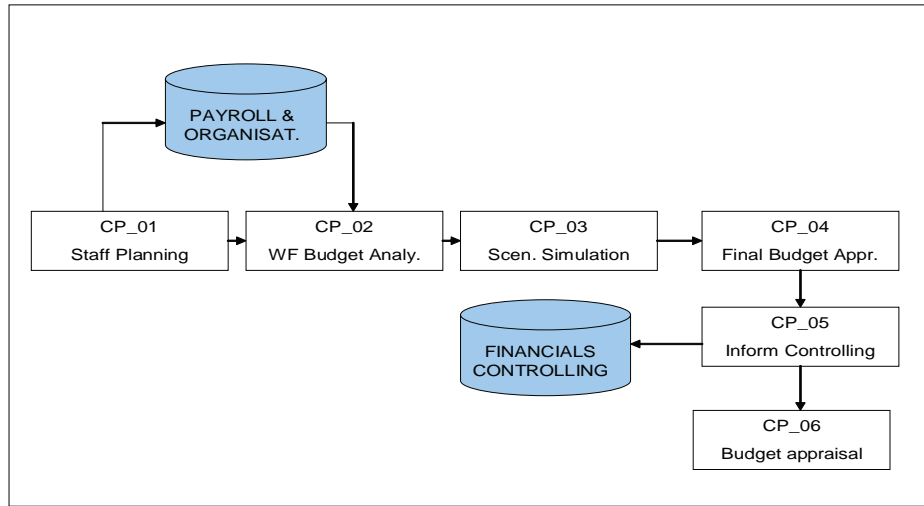 PAYROLL &
ORGANISAT.
CP_01
Staff Planning
CP_02
WF Budget Analy.
CP_03
Scen. Simulation
CP_04
Final Budget Appr.
CP_05
Inform Controlling
FINANCIALS
CONTROLLING
CP_06
Budget appraisal